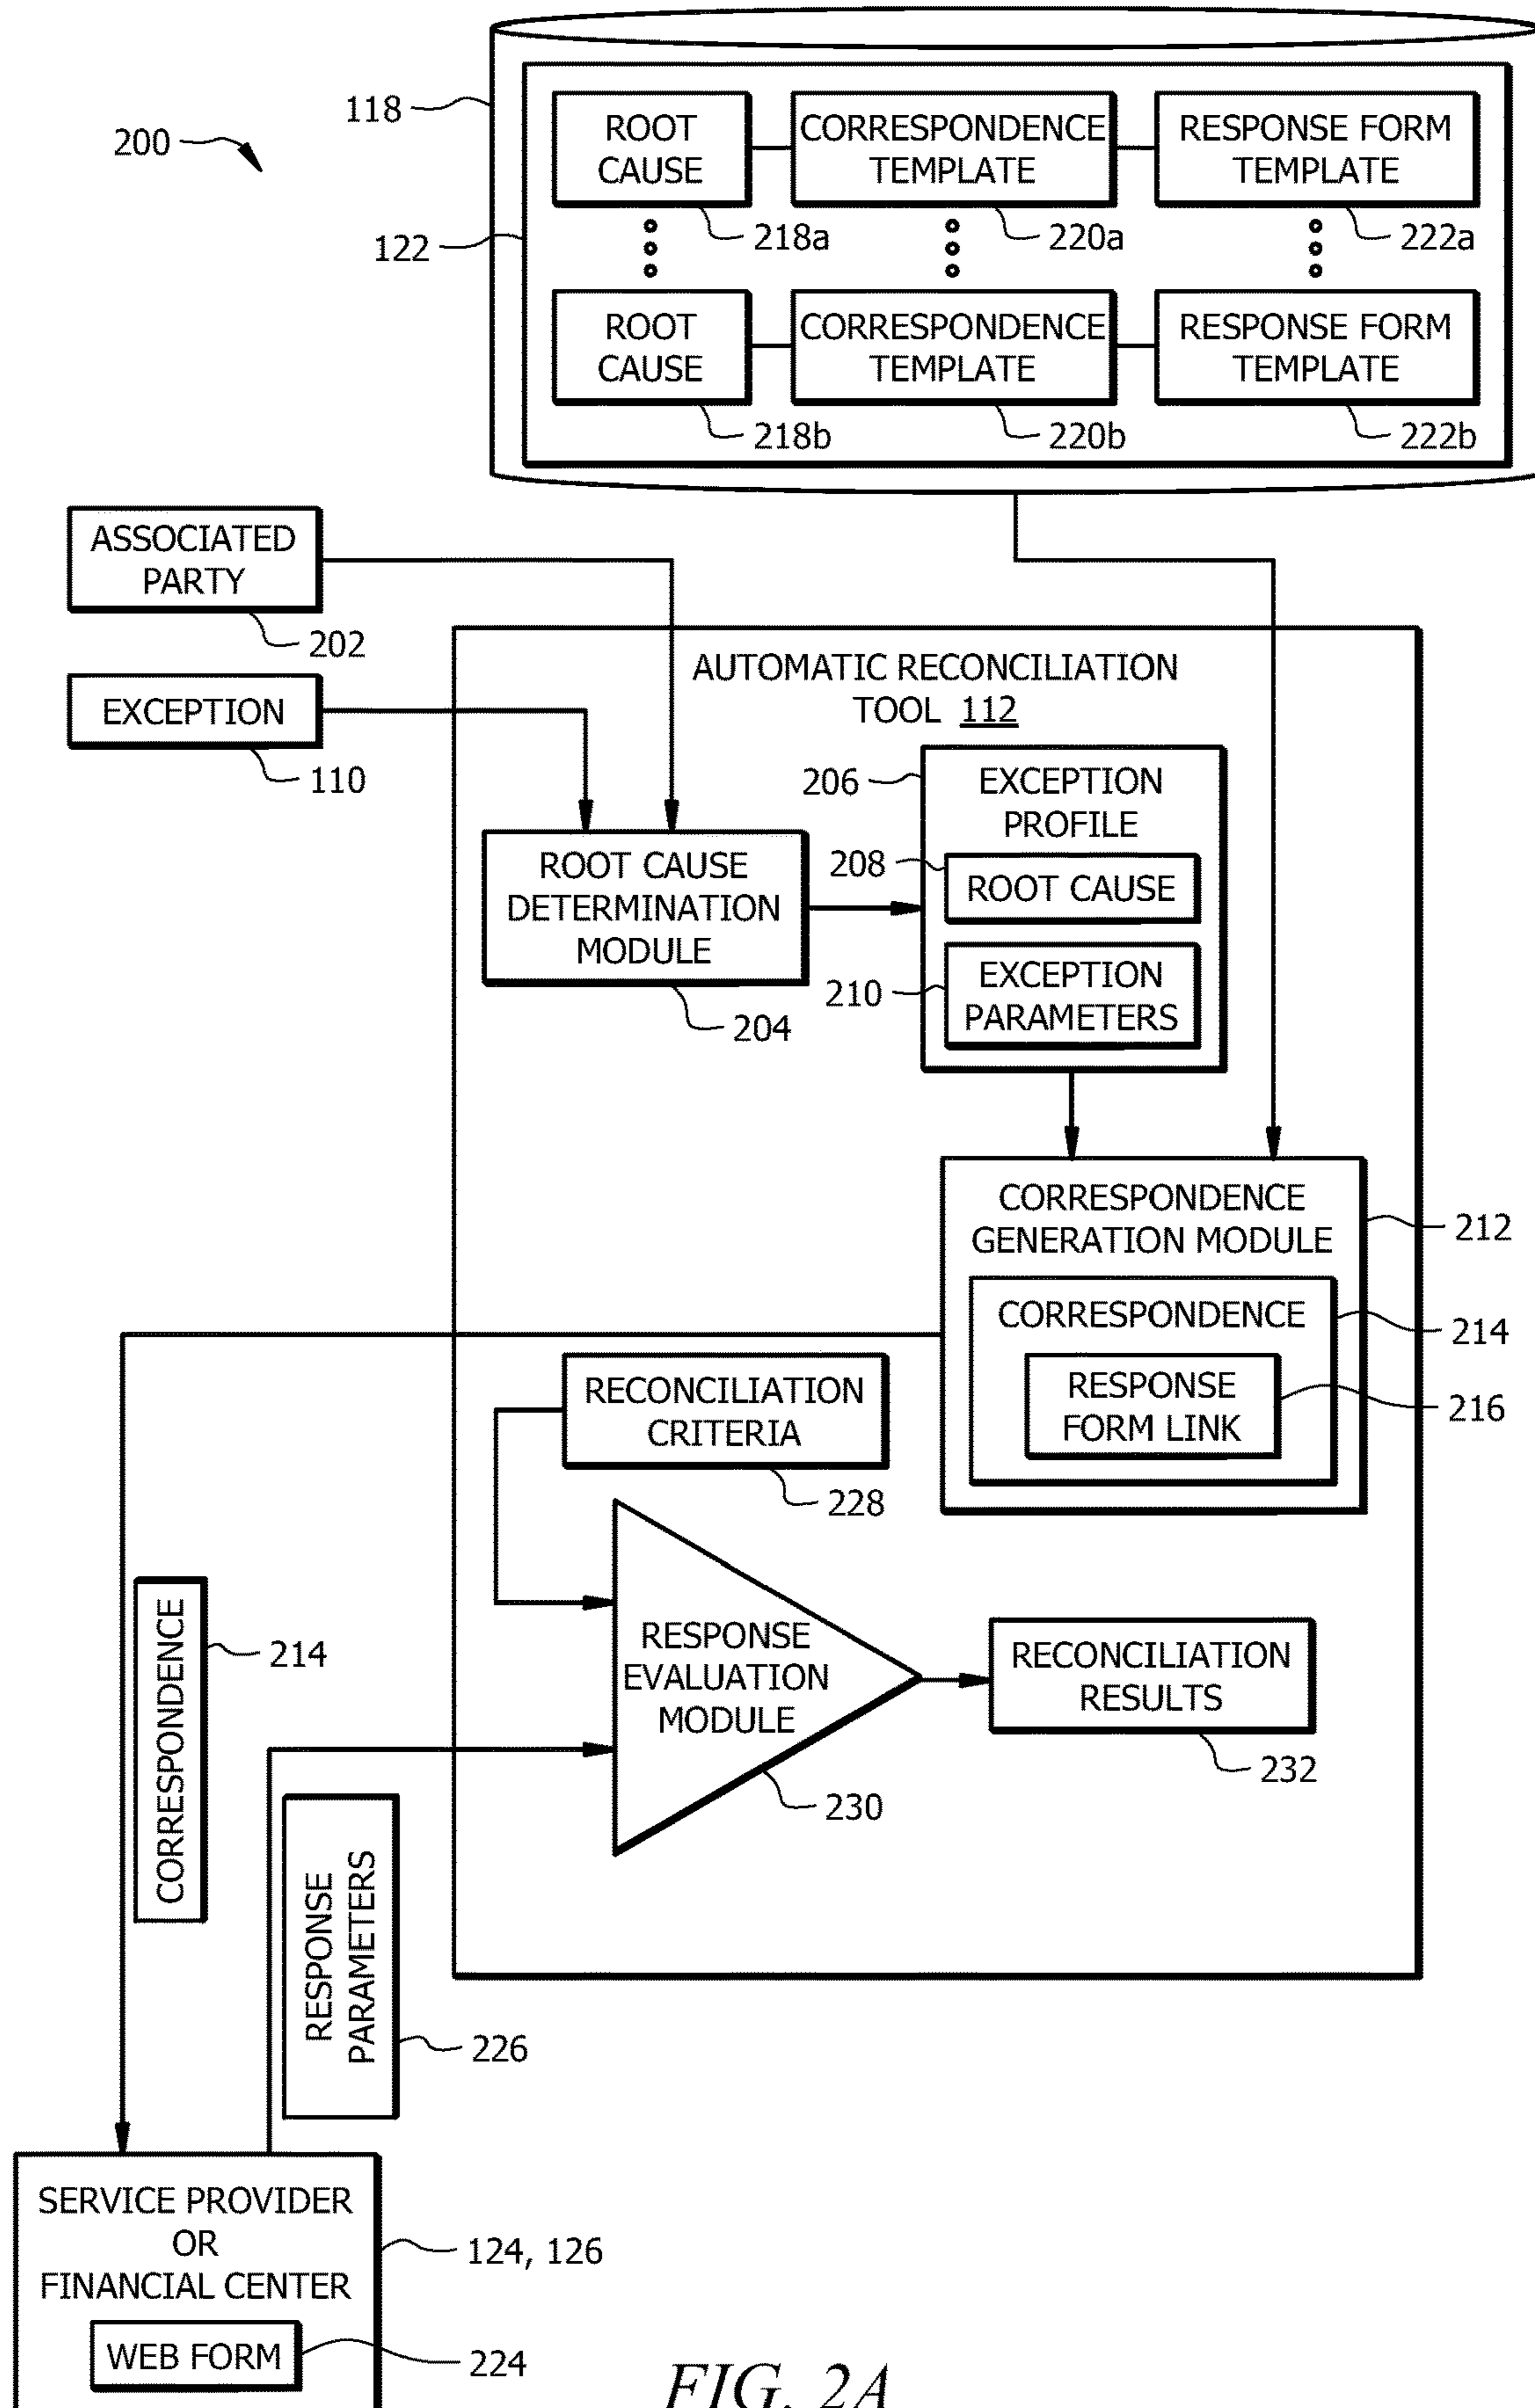 200
118
122
ROOT
CAUSE
CORRESPONDENCE
TEMPLATE
RESPONSE FORM
TEMPLATE
218a
220a
222a
ROOT
CAUSE
CORRESPONDENCE
TEMPLATE
RESPONSE FORM
TEMPLATE
218b
220b
222b
ASSOCIATED
PARTY
202
EXCEPTION
110
AUTOMATIC RECONCILIATION
TOOL 112
ROOT CAUSE
DETERMINATION
MODULE
204
206
EXCEPTION
PROFILE
208
ROOT CAUSE
210
EXCEPTION
PARAMETERS
CORRESPONDENCE
GENERATION MODULE
212
CORRESPONDENCE
214
RESPONSE
FORM LINK
216
RECONCILIATION
CRITERIA
228
RESPONSE
EVALUATION
MODULE
230
RECONCILIATION
RESULTS
232
CORRESPONDENCE
214
RESPONSE
PARAMETERS
226
SERVICE PROVIDER
OR
FINANCIAL CENTER
124, 126
WEB FORM
224
FIG. 2A